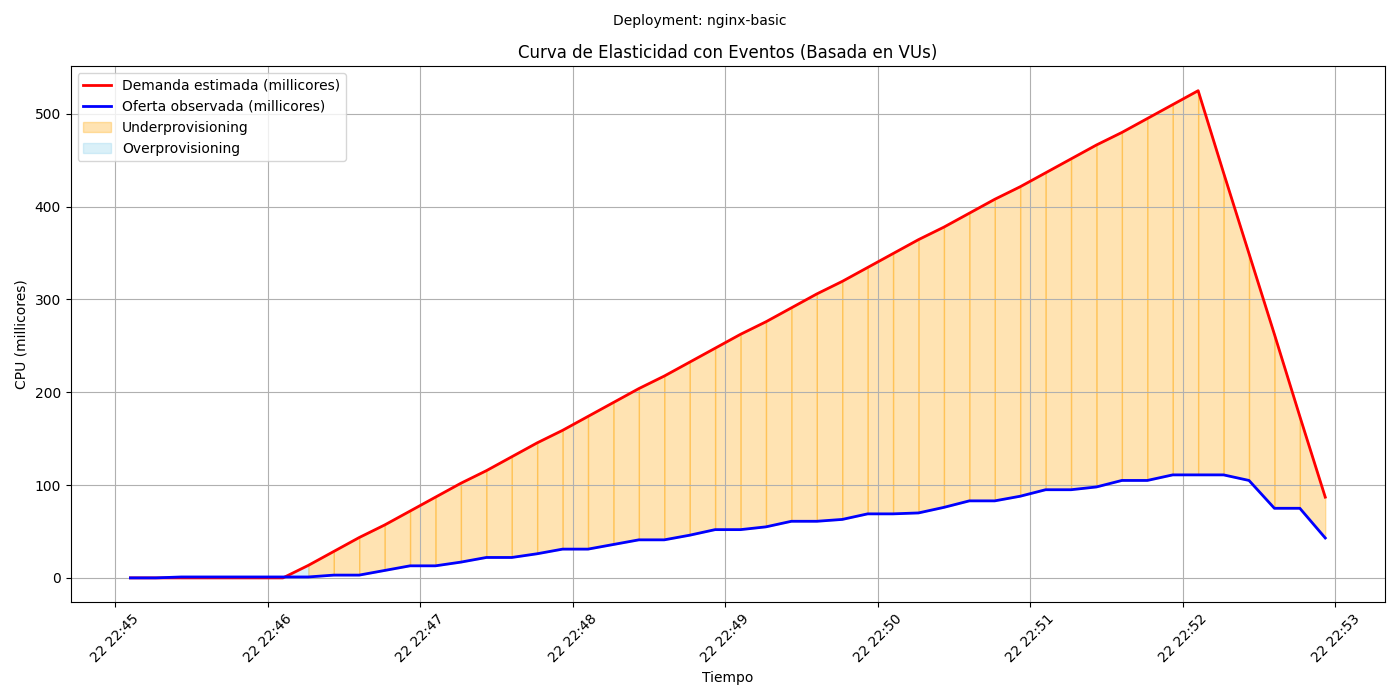 Deployment: nginx-basic
Curva de Elasticidad con Eventos (Basada en VUs)
Demanda estimada (millicores)
Oferta observada (millicores)
Underprovisioning
Overprovisioning
CPU (millicores)
500
400
300
200
100
0
22 22:45
22 22:46
22 22:47
22 22:48
22 22:49
22 22:50
22 22:51
22 22:52
22 22:53
Tiempo